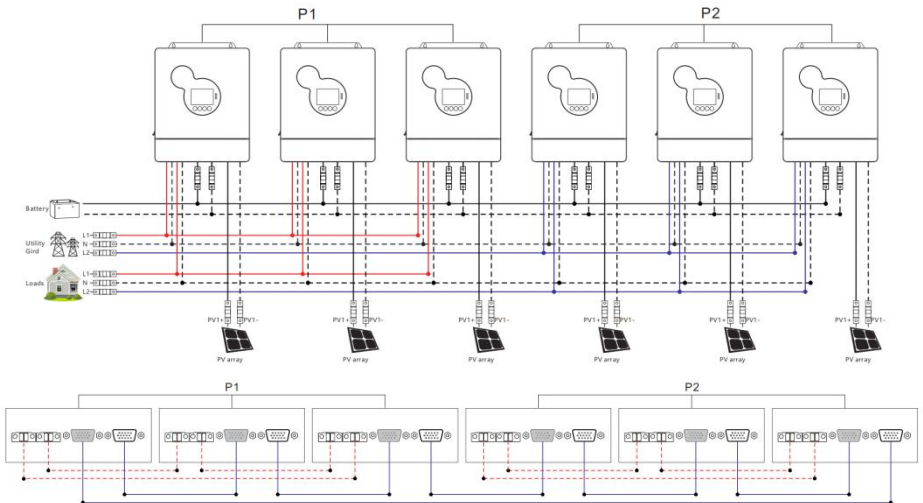 P1 P2
Battery
L1
Utility N
Gird L2
L1
Loads N
L2
PV1+ PV1- PV1+ PV1- PV1+ PV1- PV1+ PV1- PV1+ PV1- PV1+ PV1-
PV array PV array PV array PV array PV array PV array
P1 P2